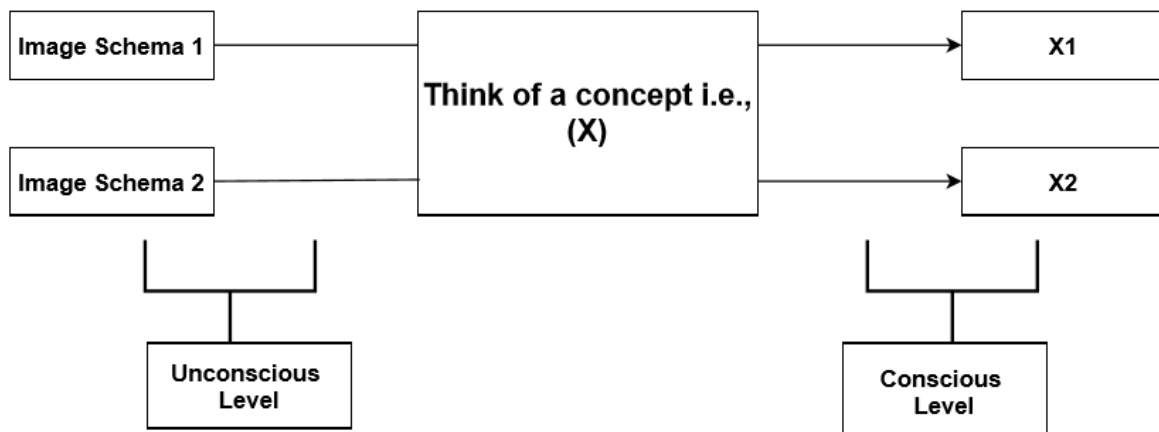 Image Schema 1
Think of a concept i.e.,
(X)
X1
Image Schema 2
X2
Unconscious
Level
Conscious
Level